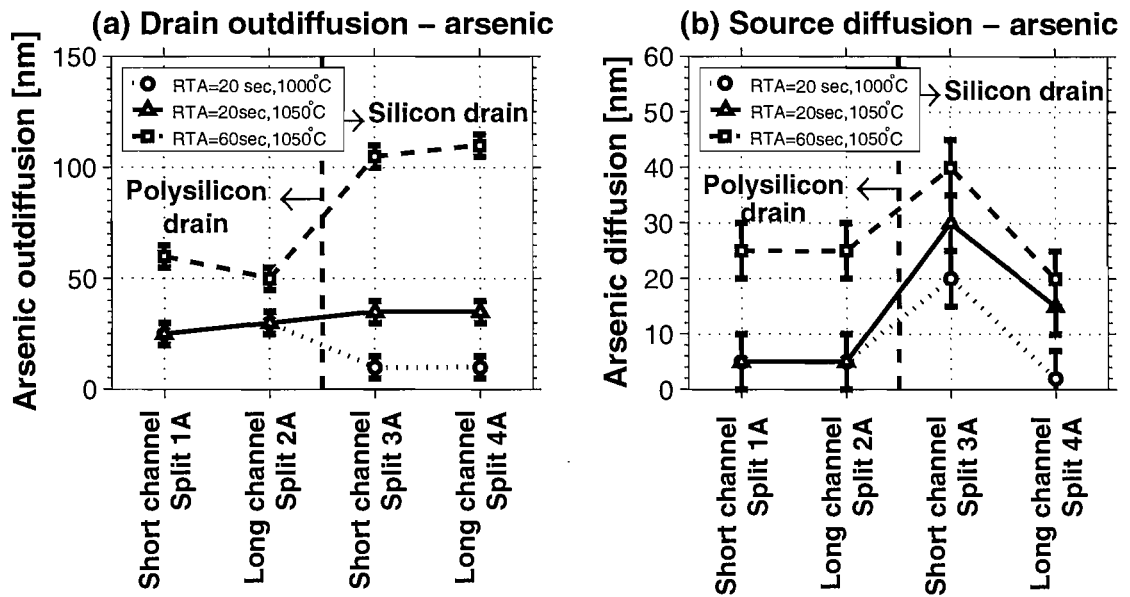 (a) Drain outdiffusion – arsenic
Arsenic outdiffusion [nm]
150
100
50
0
RTA=20 sec,1000°C
RTA=20sec,1050°C
RTA=60sec,1050°C
Silicon drain
Polysilicon
drain
Short channel
Split 1A
Long channel
Split 2A
Short channel
Split 3A
Long channel
Split 4A
(b) Source diffusion – arsenic
Arsenic diffusion [nm]
60
50
40
30
20
10
0
RTA=20 sec,1000°C
RTA=20sec,1050°C
RTA=60sec,1050°C
Silicon drain
Polysilicon
drain
Short channel
Split 1A
Long channel
Split 2A
Short channel
Split 3A
Long channel
Split 4A